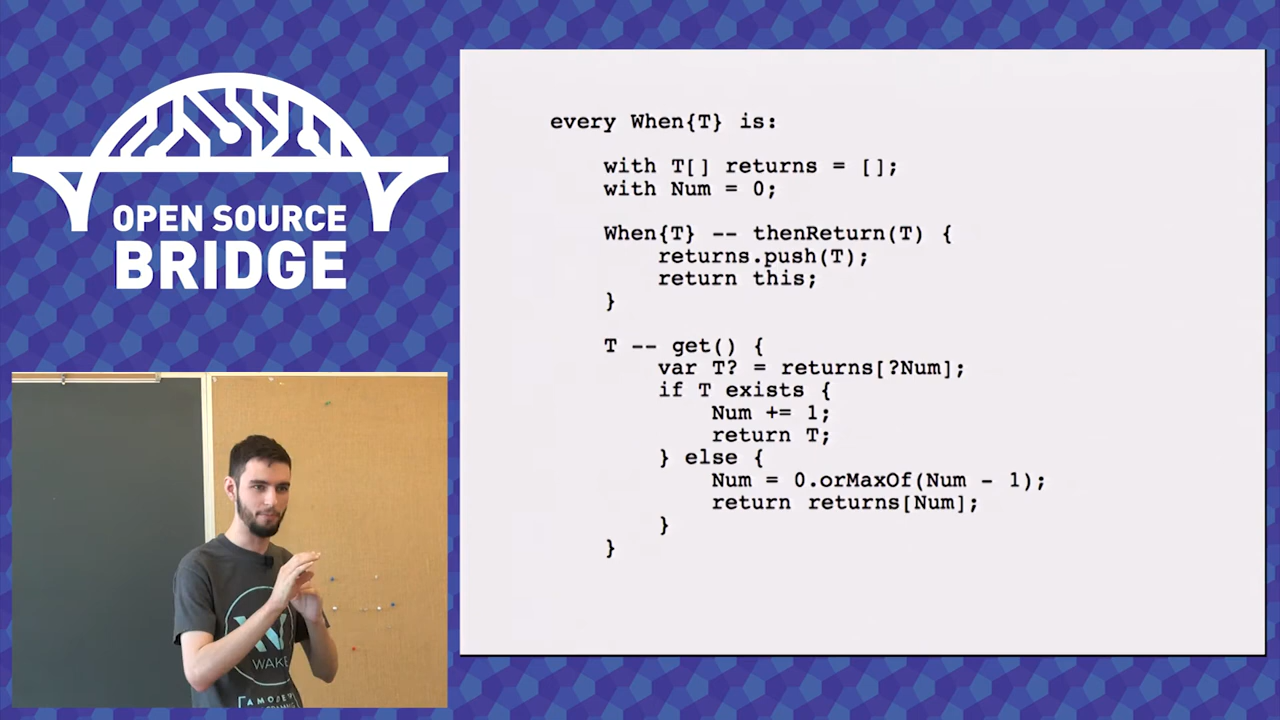 OPEN SOURCE
BRIDGE
every When{T} is:
with T[] returns = [];
with Num = 0;
When{T} -- thenReturn(T) {
returns.push(T);
return this;
}
T -- get() {
var T? = returns[?Num];
if T exists {
Num += 1;
return T;
} else {
Num = 0.orMaxOf(Num - 1);
return returns[Num];
}
}
WAKE
A MODERN